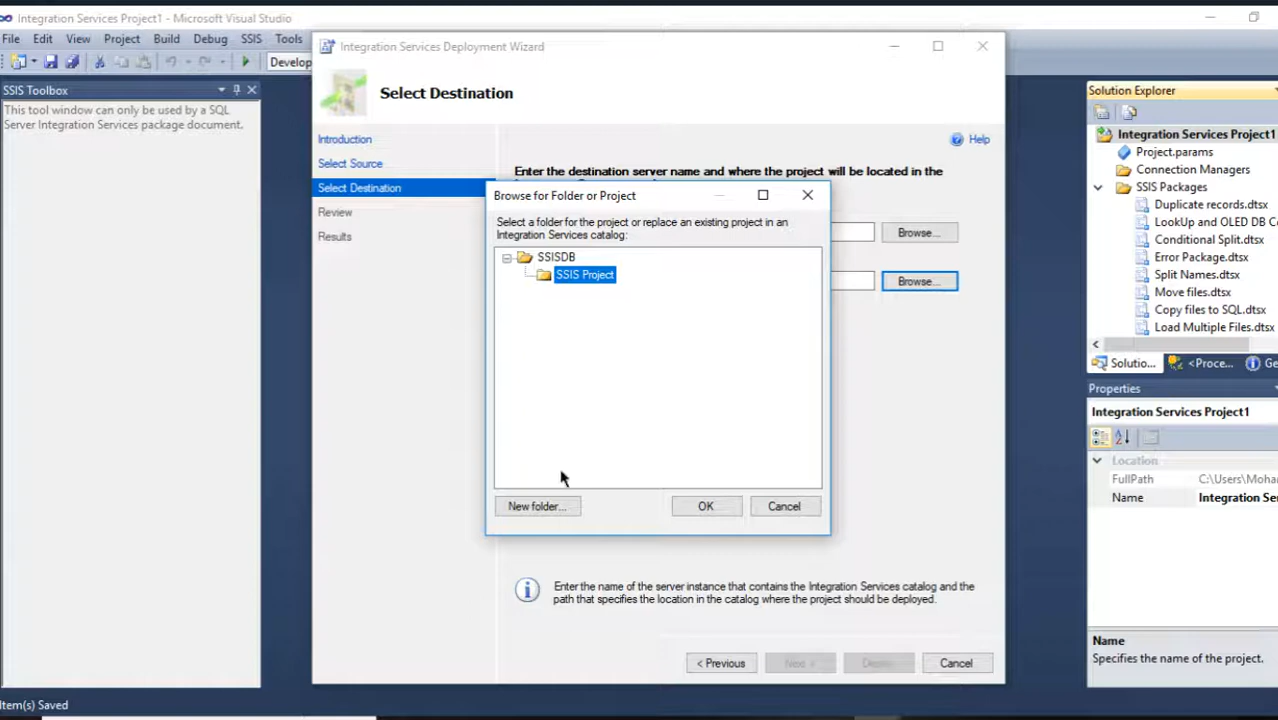 Integration Services Project1 - Microsoft Visual Studio
File Edit View Project Build Debug SSIS Tools
Develop
SSIS Toolbox
This tool window can only be used by a SQL
Server Integration Services package document.
Integration Services Deployment Wizard
Select Destination
Introduction
Select Source
Select Destination
Review
Results
Help
Enter the destination server name and where the project will be located in the
Browse...
Browse...
Browse for Folder or Project
Select a folder for the project or replace an existing project in an
Integration Services catalog:
SSISDB
SSIS Project
New folder... OK Cancel
Enter the name of the server instance that contains the Integration Services catalog and the
path that specifies the location in the catalog where the project should be deployed.
< Previous Next > Deploy Cancel
Solution Explorer
Integration Services Project1
Project.params
Connection Managers
SSIS Packages
Duplicate records.dtsx
LookUp and OLED DB C
Conditional Split.dtsx
Error Package.dtsx
Split Names.dtsx
Move files.dtsx
Copy files to SQL.dtsx
Load Multiple Files.dtsx
Solutio... <Proce... Ge
Properties
Integration Services Project1
Location
FullPath C:\Users\Moha
Name Integration Se
Name
Specifies the name of the project.
Item(s) Saved